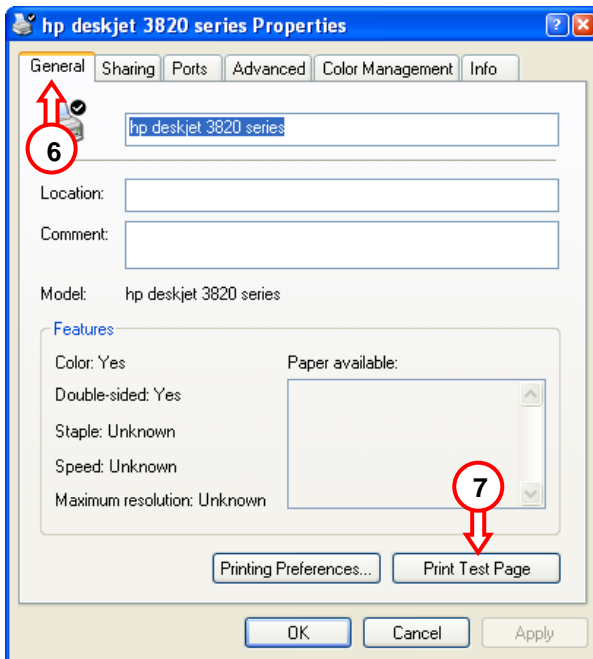 hp deskjet 3820 series Properties
General Sharing Ports Advanced Color Management Info
6
hp deskjet 3820 series
Location:
Comment:
Model: hp deskjet 3820 series
Features
Color: Yes
Paper available:
Double-sided: Yes
Staple: Unknown
Speed: Unknown
Maximum resolution: Unknown
7
Printing Preferences... Print Test Page
OK Cancel Apply